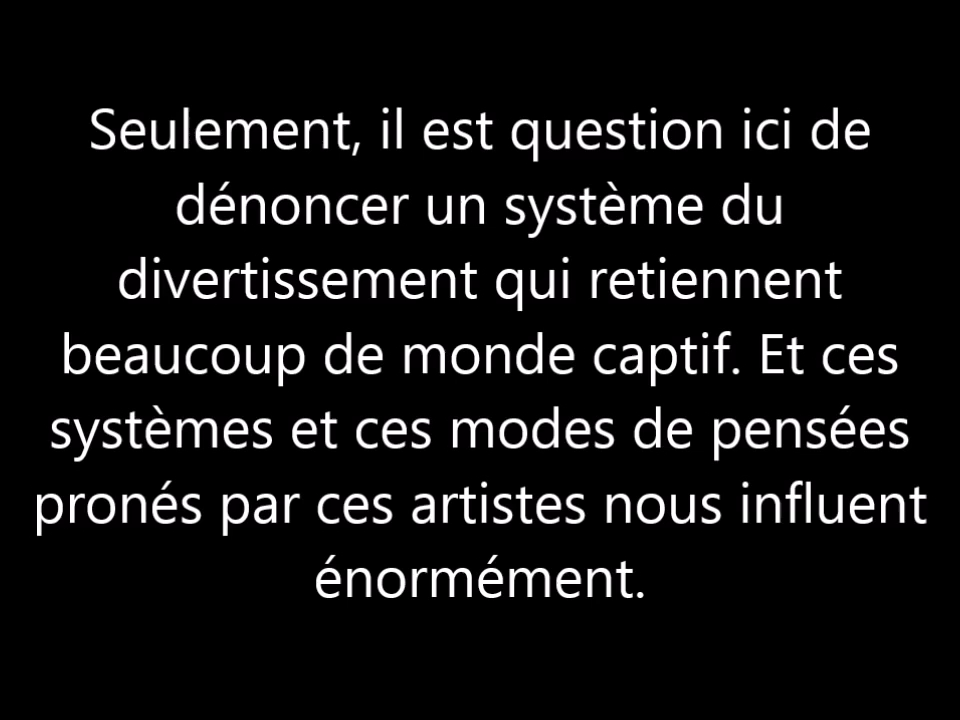 Seulement, il est question ici de
dénoncer un système du
divertissement qui retiennent
beaucoup de monde captif. Et ces
systèmes et ces modes de pensées
pronés par ces artistes nous influent
énormément.